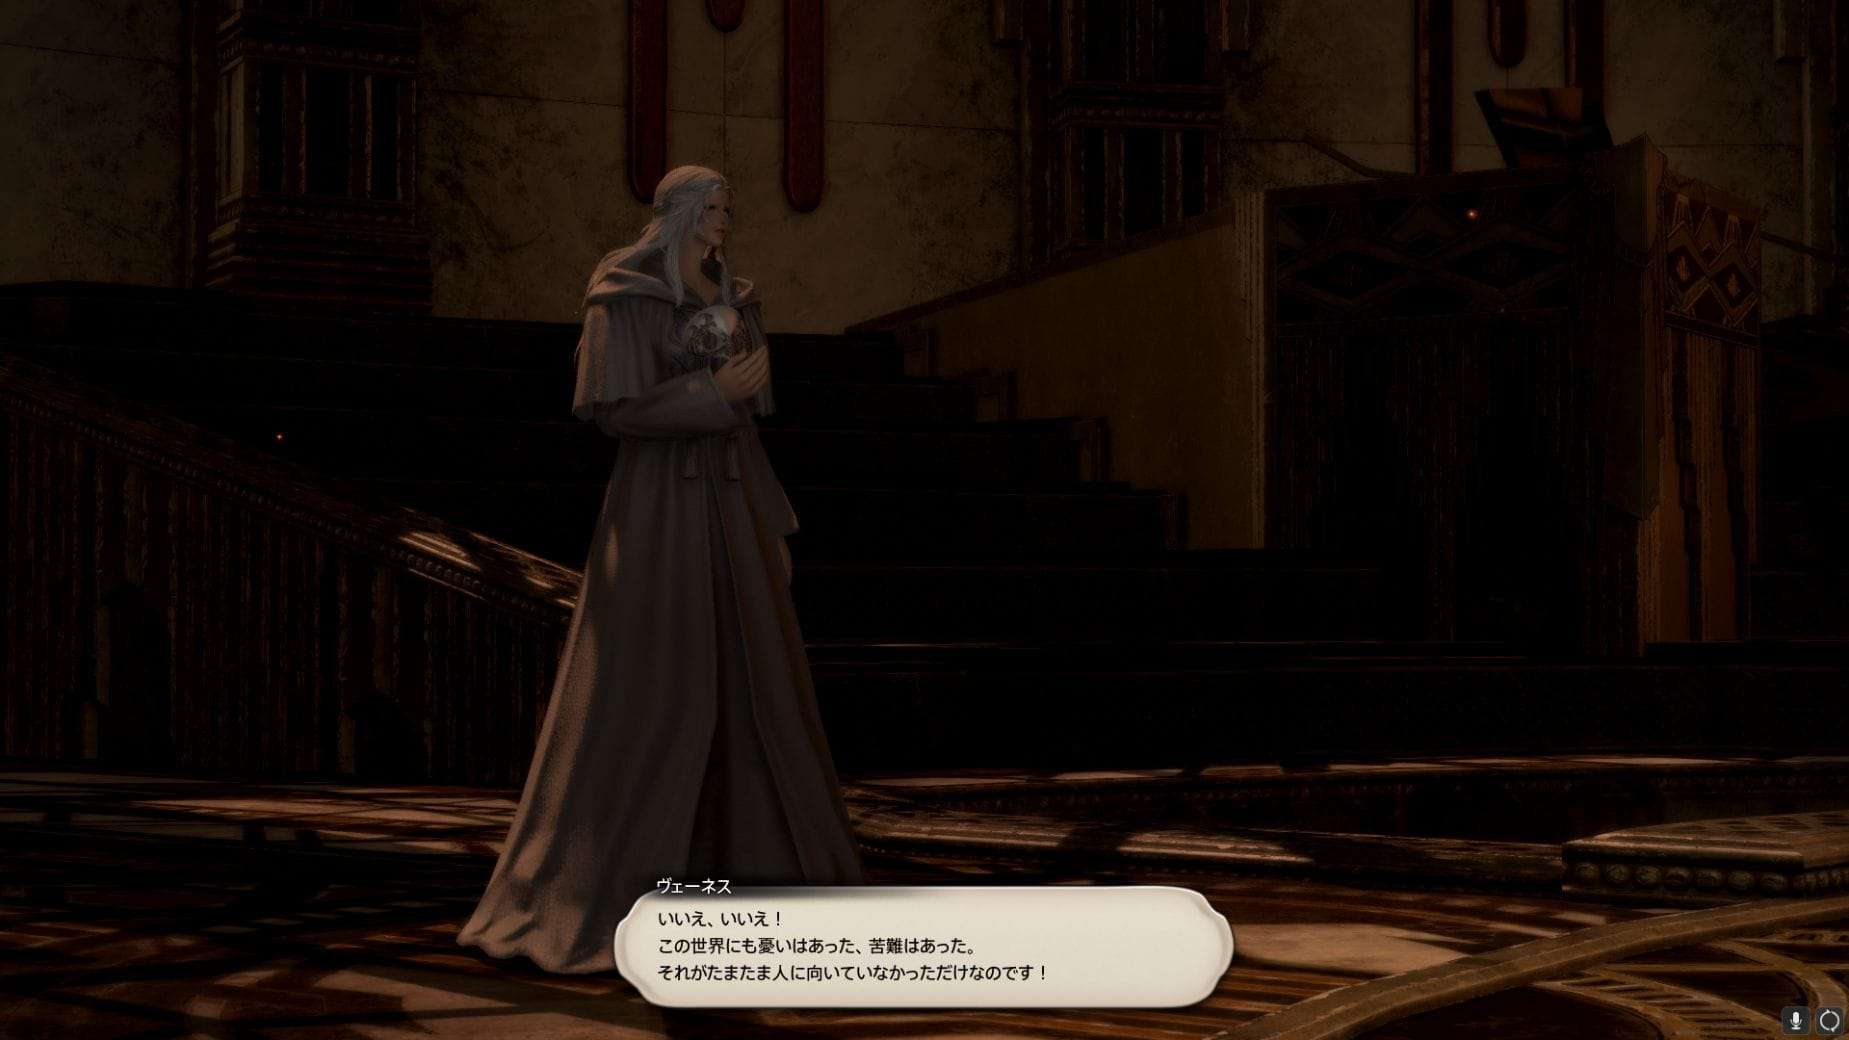 ヴェーネス
いいえ、いいえ！
この世界にも憂いはあった、苦難はあった。
それがたまたま人に向いていなかっただけなのです！